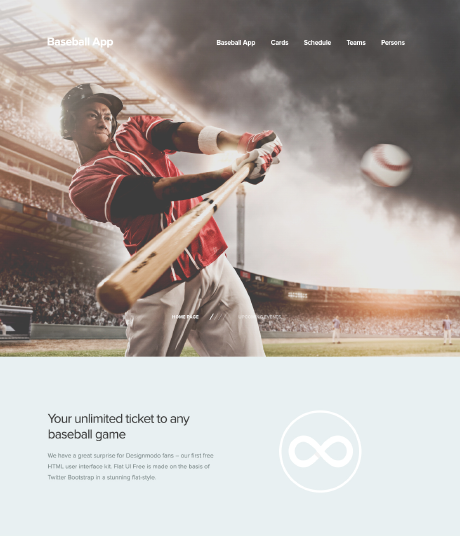 Baseball App
Baseball App Cards Schedule Teams Persons
HOME PAGE /
Your unlimited ticket to any
baseball game
We have a great surprise for Designmodo fans – our first free
HTML user interface kit. Flat UI Free is made on the basis of
Twitter Bootstrap in a stunning flat-style.